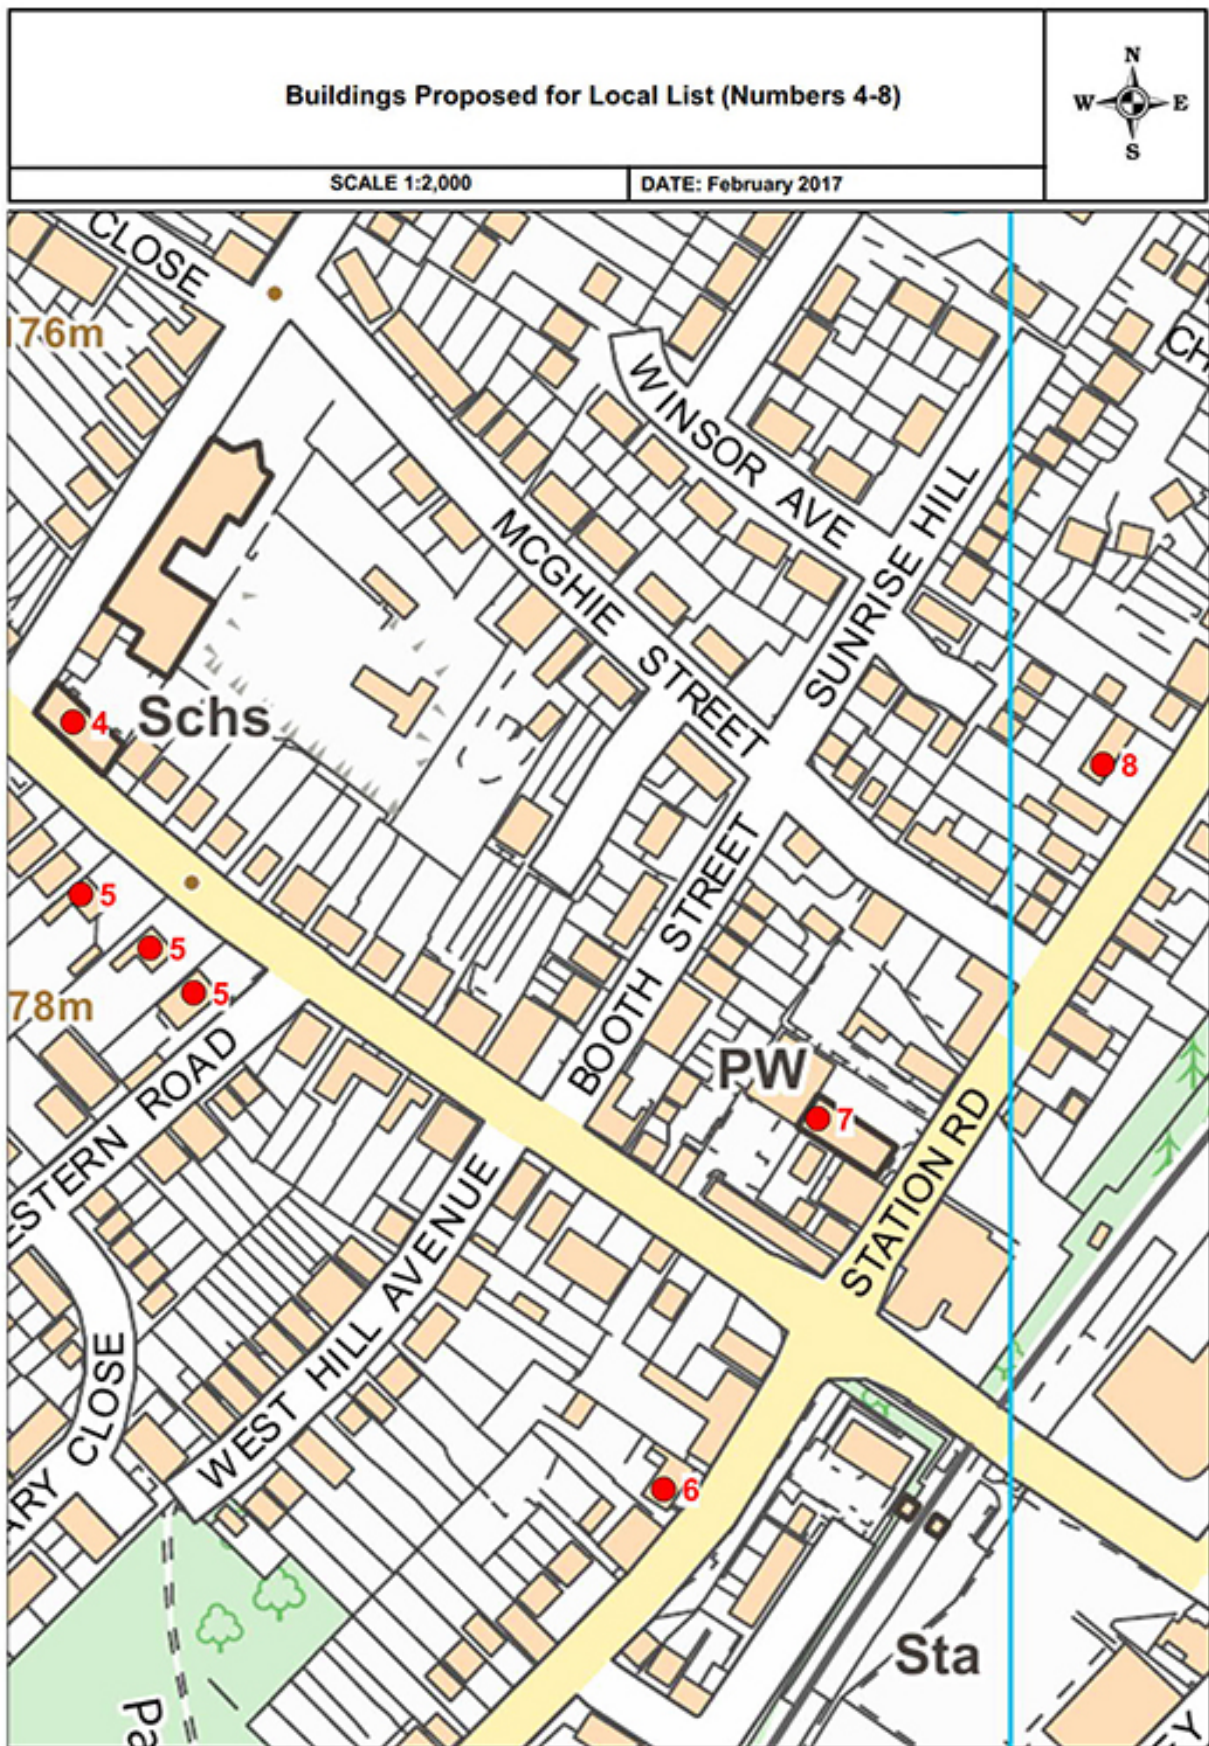 Buildings Proposed for Local List (Numbers 4-8)
N
W E
S
SCALE 1:2,000
DATE: February 2017
CLOSE
176m
CH
WINSOR AVE
SUNRISE HILL
MCGHIE STREET
Schs
4
8
5
5
5
78m
BOOTH STREET
PW
7
STATION RD
ESTERN ROAD
WEST HILL AVENUE
ARY CLOSE
6
Sta
Pa
EY